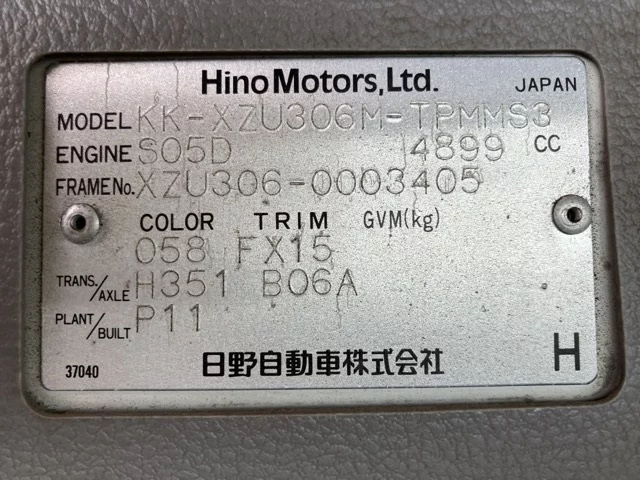 Hino Motors, Ltd. JAPAN
MODEL KK-XZU306M-TPMMS3
ENGINE S05D 4899 CC
FRAME No. XZU306-0003405
COLOR TRIM GVM(kg)
058 FX15
TRANS./AXLE H351 B06A
PLANT/BUILT P11
37040 日野自動車株式会社 H